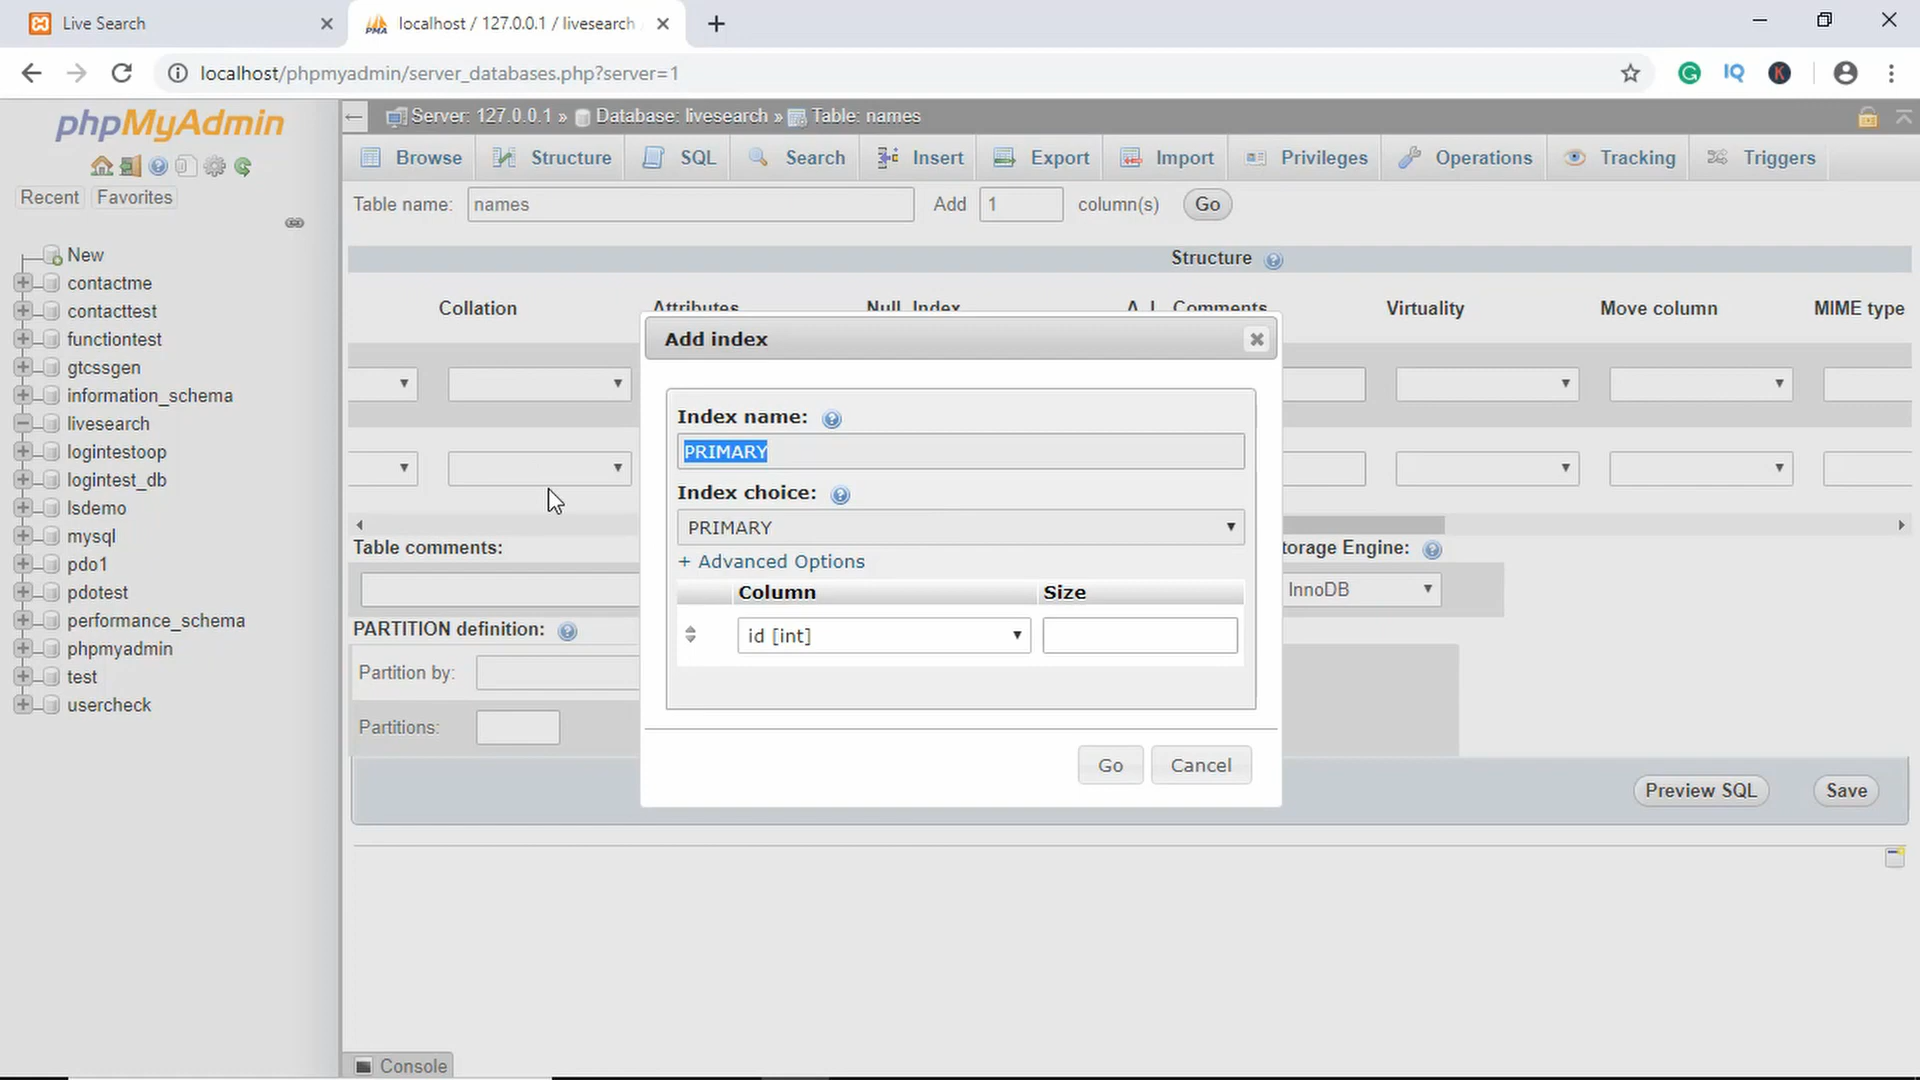 Live Search
localhost / 127.0.0.1 / livesearch
localhost/phpmyadmin/server_databases.php?server=1
phpMyAdmin
Recent Favorites
New
contactme
contacttest
functiontest
gtcssgen
information_schema
livesearch
logintestoop
logintest_db
lsdemo
mysql
pdo1
pdotest
performance_schema
phpmyadmin
test
usercheck
Server: 127.0.0.1 » Database: livesearch » Table: names
Browse Structure SQL Search Insert Export Import Privileges Operations Tracking Triggers
Table name: names Add 1 column(s) Go
Structure
Collation Attributes Null Index A_I Comments Virtuality Move column MIME type
Add index
Index name:
PRIMARY
Index choice:
PRIMARY
+ Advanced Options
Column Size
id [int]
Go Cancel
Table comments:
torage Engine:
InnoDB
PARTITION definition:
Partition by:
Partitions:
Preview SQL Save
Console